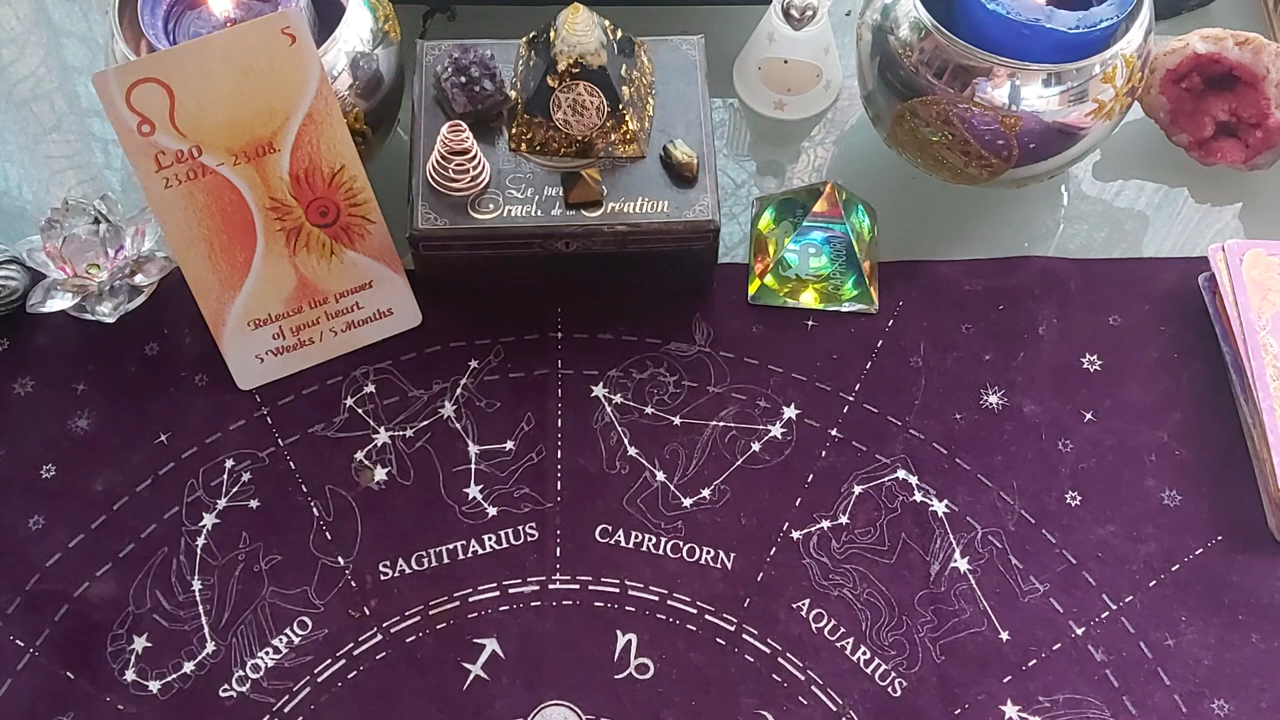 5
Leo
23.07. – 23.08.
Release the power
of your heart.
5 Weeks / 5 Months
Le
Oracle de la Création
CAPRICORN
SCORPIO
SAGITTARIUS
CAPRICORN
AQUARIUS